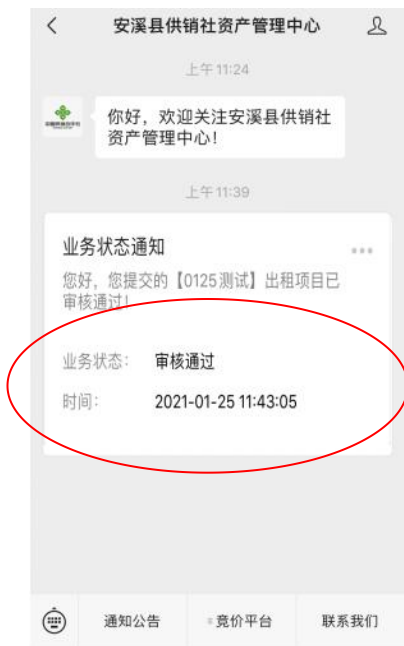 安溪县供销社资产管理中心
上午 11:24
你好，欢迎关注安溪县供销社
资产管理中心！
上午 11:39
业务状态通知
您好，您提交的【0125测试】出租项目已
审核通过！
业务状态： 审核通过
时间： 2021-01-25 11:43:05
通知公告 竞价平台 联系我们